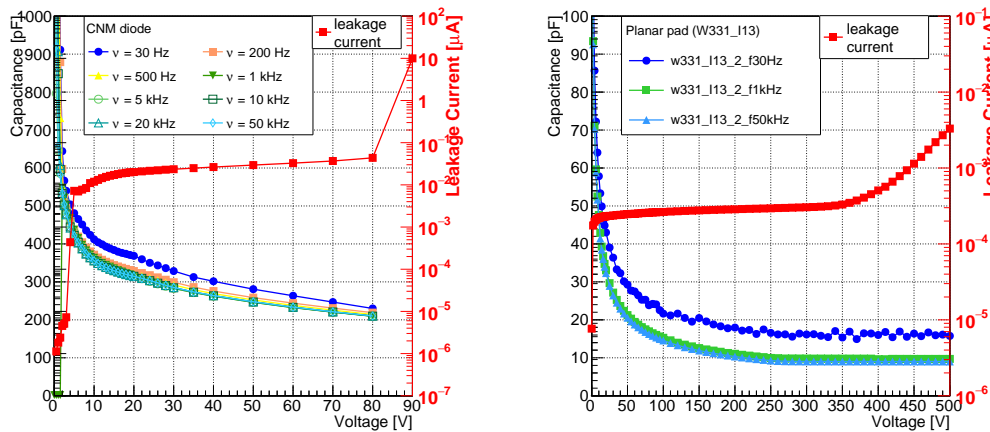 Capacitance [pF]
1000
900
800
700
600
500
400
300
200
100
0
CNM diode
ν = 30 Hz
ν = 200 Hz
ν = 500 Hz
ν = 1 kHz
ν = 5 kHz
ν = 10 kHz
ν = 20 kHz
ν = 50 kHz
leakage
current
Leakage Current [μA]
10²
10
1
10⁻¹
10⁻²
10⁻³
10⁻⁴
10⁻⁵
10⁻⁶
10⁻⁷
0 10 20 30 40 50 60 70 80 90
Voltage [V]
Capacitance [pF]
100
90
80
70
60
50
40
30
20
10
0
Planar pad (W331_I13)
w331_I13_2_f30Hz
w331_I13_2_f1kHz
w331_I13_2_f50kHz
leakage
current
Leakage Current [μA]
10⁻¹
10⁻²
10⁻³
10⁻⁴
10⁻⁵
10⁻⁶
0 50 100 150 200 250 300 350 400 450 500
Voltage [V]